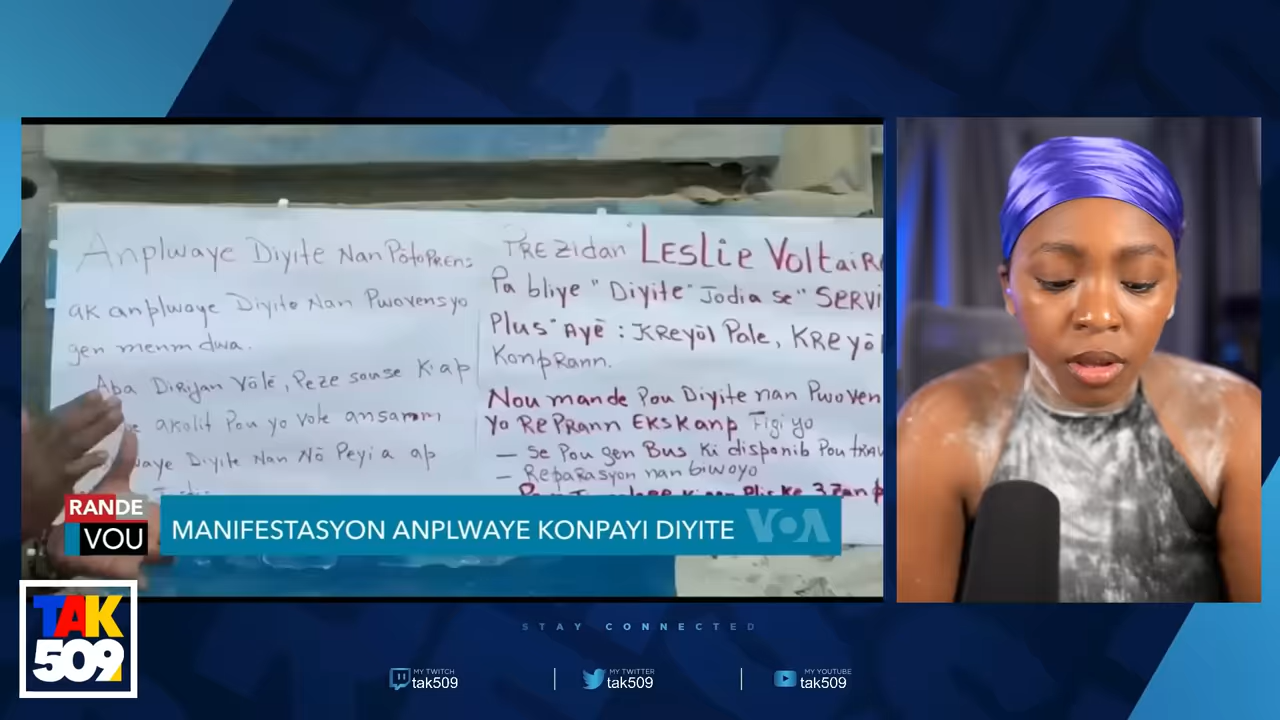 Anplwaye Diyite Nan PótoPRENS
ak anplwaye Diyite Nan Pwovens yo
gen menm dwa.
Aba Dirijan Vòlè, Peze souse K ap
akolit Pou yo vole ansanm
Diyite Nan Nò Peyi a ap
PREZIDAN LESLIE VOLTAIRE
Pa bliye "Diyite" Jodia se "SERVI
Plus" Ayè : KREyòl Pale, KREyò
Konprann.
Nou mande Pou Diyite nan Pwoven
Yo REPRann EKSKanp Figi yo
— Se Pou gen Bus Ki disponib Pou trav
— Reparasyon nan biwo yo
RANDE
VOU
MANIFESTASYON ANPLWAYE KONPAYI DIYITE
VOA
TAK
509
STAY CONNECTED
MY TWITCH
tak509
MY TWITTER
tak509
MY YOUTUBE
tak509